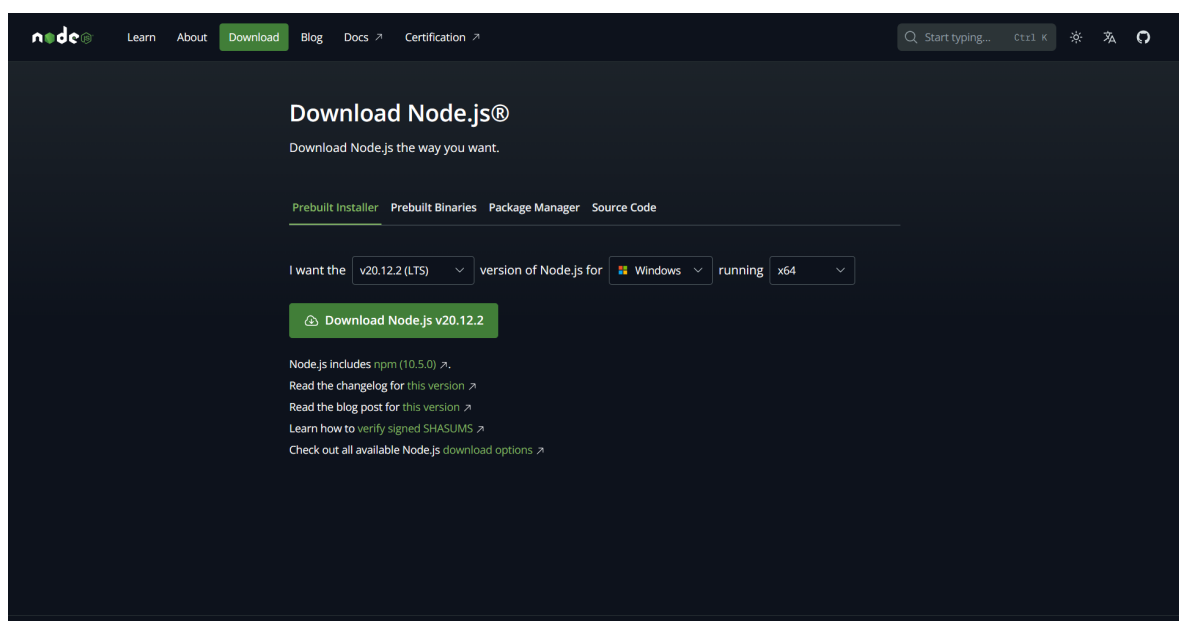 node JS
Learn About Download Blog Docs ↗ Certification ↗ Start typing... Ctrl K
Download Node.js®
Download Node.js the way you want.
Prebuilt Installer Prebuilt Binaries Package Manager Source Code
I want the v20.12.2 (LTS) version of Node.js for Windows running x64
Download Node.js v20.12.2
Node.js includes npm (10.5.0) ↗.
Read the changelog for this version ↗
Read the blog post for this version ↗
Learn how to verify signed SHASUMS ↗
Check out all available Node.js download options ↗